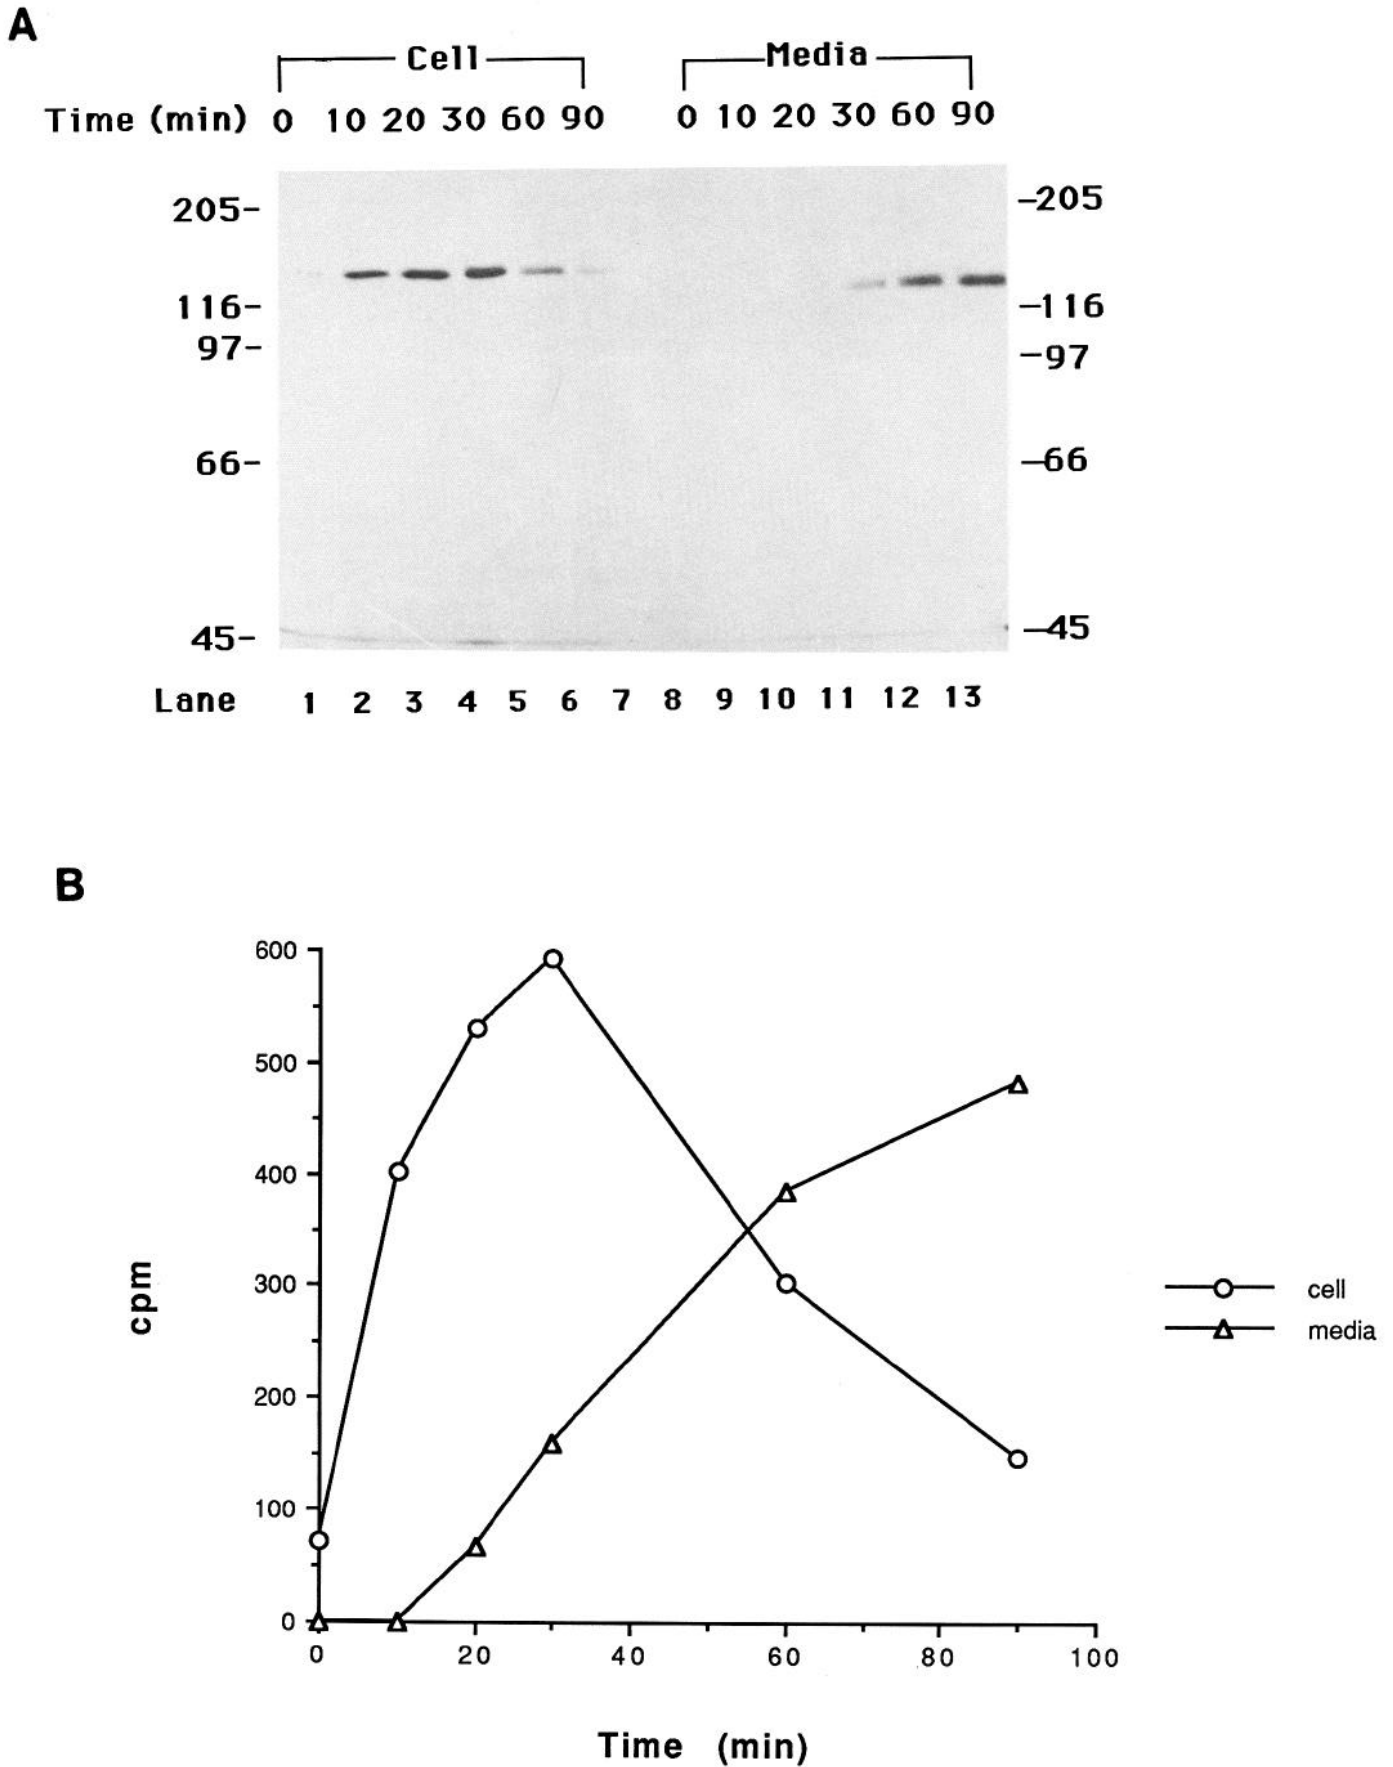 A
Cell Media
Time (min) 0 10 20 30 60 90 0 10 20 30 60 90
205- -205
116- -116
97- -97
66- -66
45- -45
Lane 1 2 3 4 5 6 7 8 9 10 11 12 13
B
600
500
400
300
200
100
0
cpm
cell
media
0 20 40 60 80 100
Time (min)